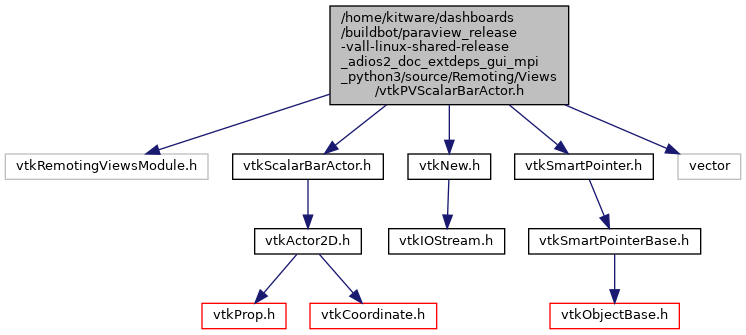 /home/kitware/dashboards
/buildbot/paraview_release
-vall-linux-shared-release
_adios2_doc_extdeps_gui_mpi
_python3/source/Remoting/Views
/vtkPVScalarBarActor.h
vtkRemotingViewsModule.h
vtkScalarBarActor.h
vtkNew.h
vtkSmartPointer.h
vector
vtkActor2D.h
vtkIOStream.h
vtkSmartPointerBase.h
vtkProp.h
vtkCoordinate.h
vtkObjectBase.h